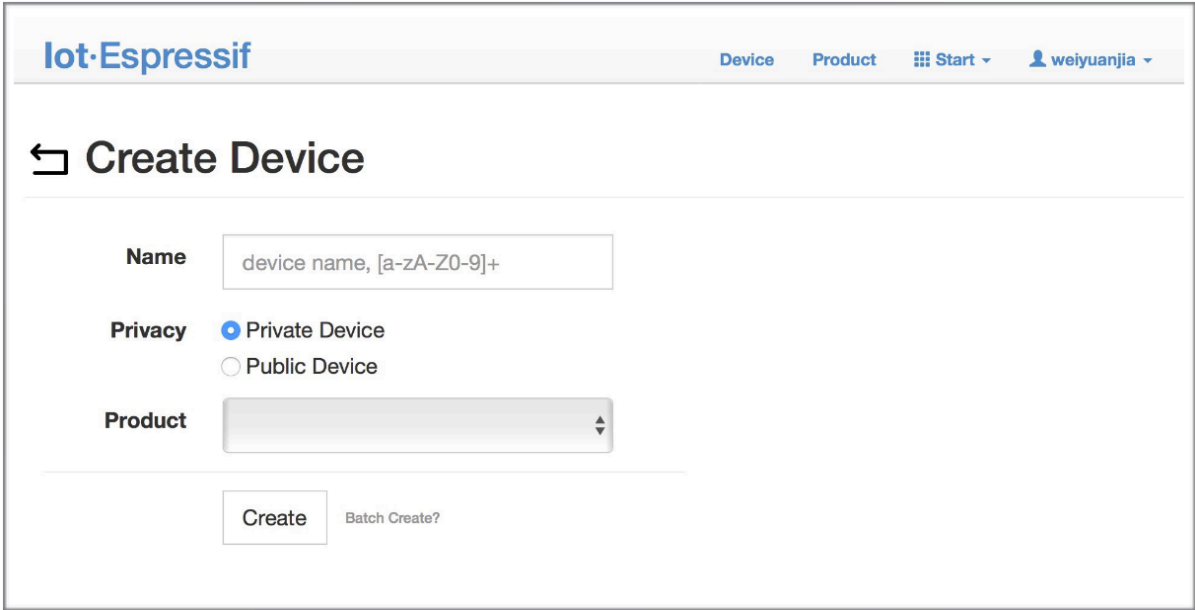 Iot·Espressif
Device Product Start weiyuanjia
Create Device
Name device name, [a-zA-Z0-9]+
Privacy Private Device
Public Device
Product
Create Batch Create?